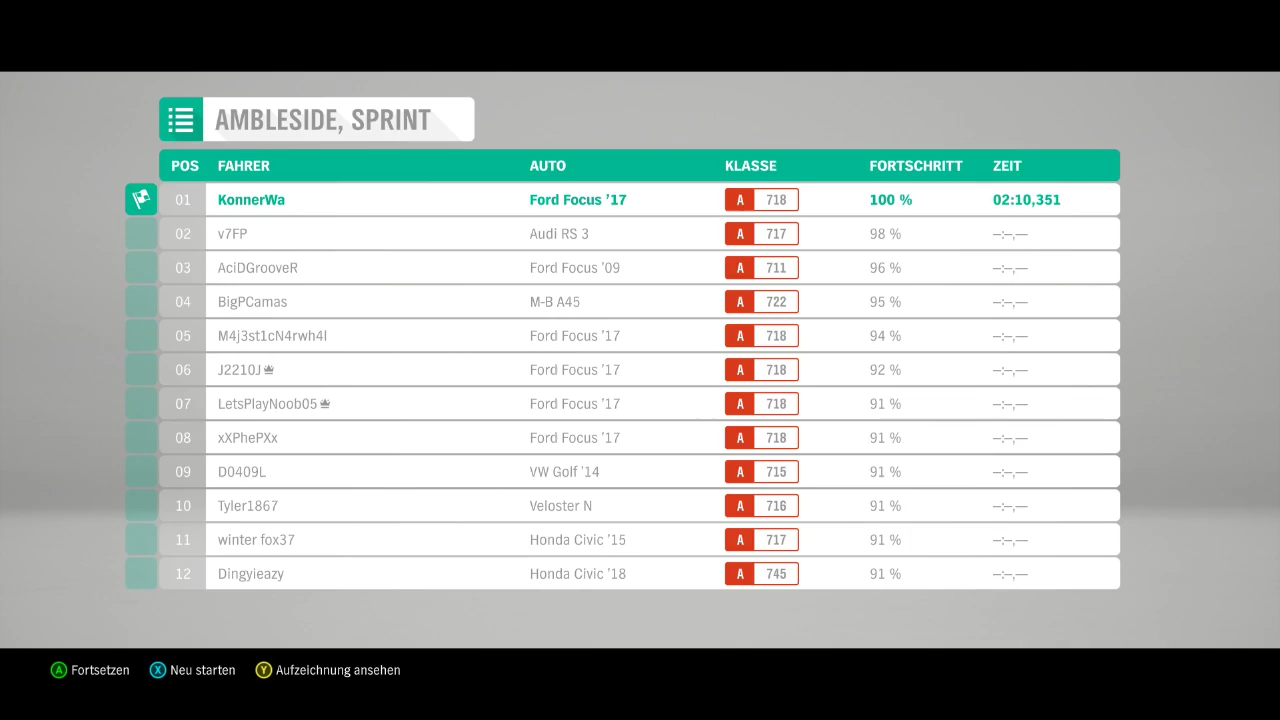 AMBLESIDE, SPRINT
POS FAHRER AUTO KLASSE FORTSCHRITT ZEIT
01 KonnerWa Ford Focus '17 A 718 100 % 02:10,351
02 v7FP Audi RS 3 A 717 98 % --:--,---
03 AciDGrooveR Ford Focus '09 A 711 96 % --:--,---
04 BigPCamas M-B A45 A 722 95 % --:--,---
05 M4j3st1cN4rwh4l Ford Focus '17 A 718 94 % --:--,---
06 J2210J Ford Focus '17 A 718 92 % --:--,---
07 LetsPlayNoob05 Ford Focus '17 A 718 91 % --:--,---
08 xXPhePXx Ford Focus '17 A 718 91 % --:--,---
09 D0409L VW Golf '14 A 715 91 % --:--,---
10 Tyler1867 Veloster N A 716 91 % --:--,---
11 winter fox37 Honda Civic '15 A 717 91 % --:--,---
12 Dingyieazy Honda Civic '18 A 745 91 % --:--,---
A Fortsetzen X Neu starten Y Aufzeichnung ansehen